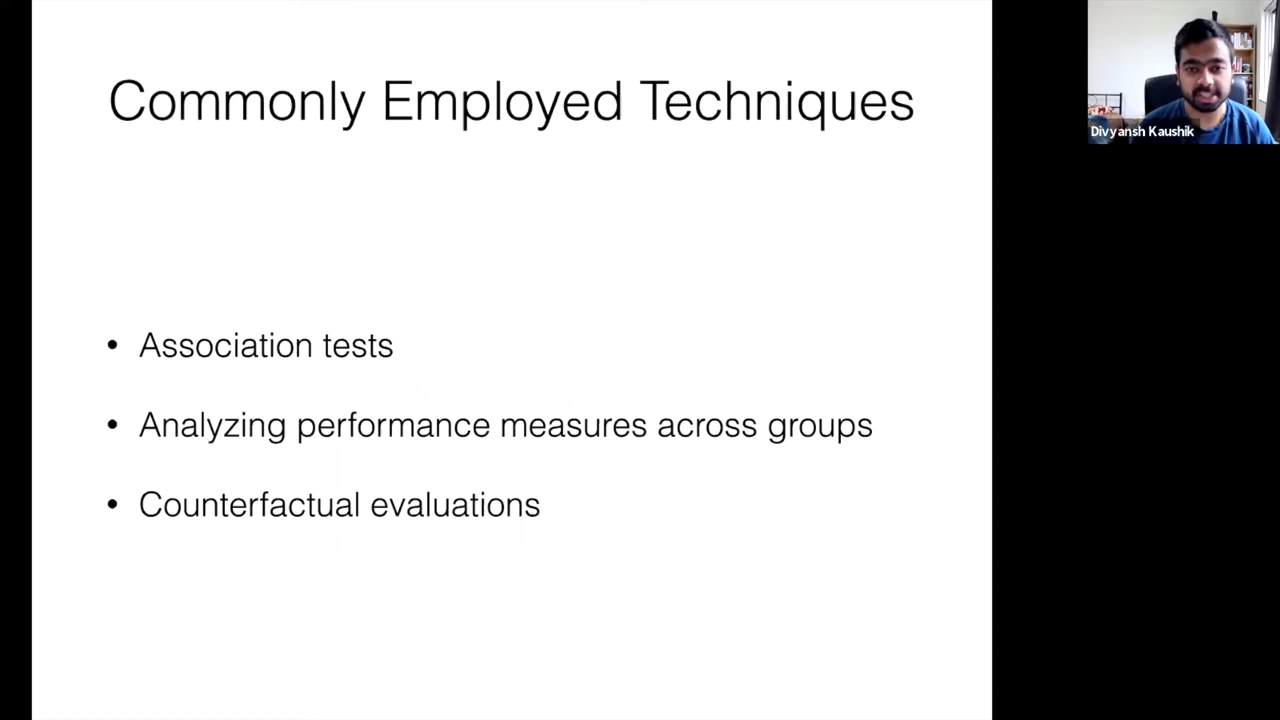 Commonly Employed Techniques
Divyansh Kaushik
• Association tests
• Analyzing performance measures across groups
• Counterfactual evaluations